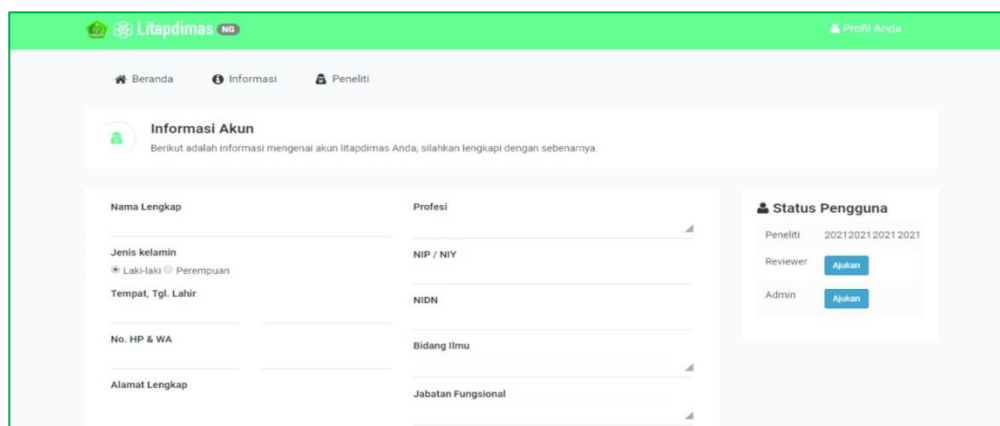 Litapdimas NG
Profil Anda
Beranda Informasi Peneliti
Informasi Akun
Berikut adalah informasi mengenai akun litapdimas Anda, silahkan lengkapi dengan sebenarnya.
Nama Lengkap
Jenis kelamin
Laki-laki Perempuan
Tempat, Tgl. Lahir
No. HP & WA
Alamat Lengkap
Profesi
NIP / NIY
NIDN
Bidang Ilmu
Jabatan Fungsional
Status Pengguna
Peneliti 2021202120212021
Reviewer Ajukan
Admin Ajukan